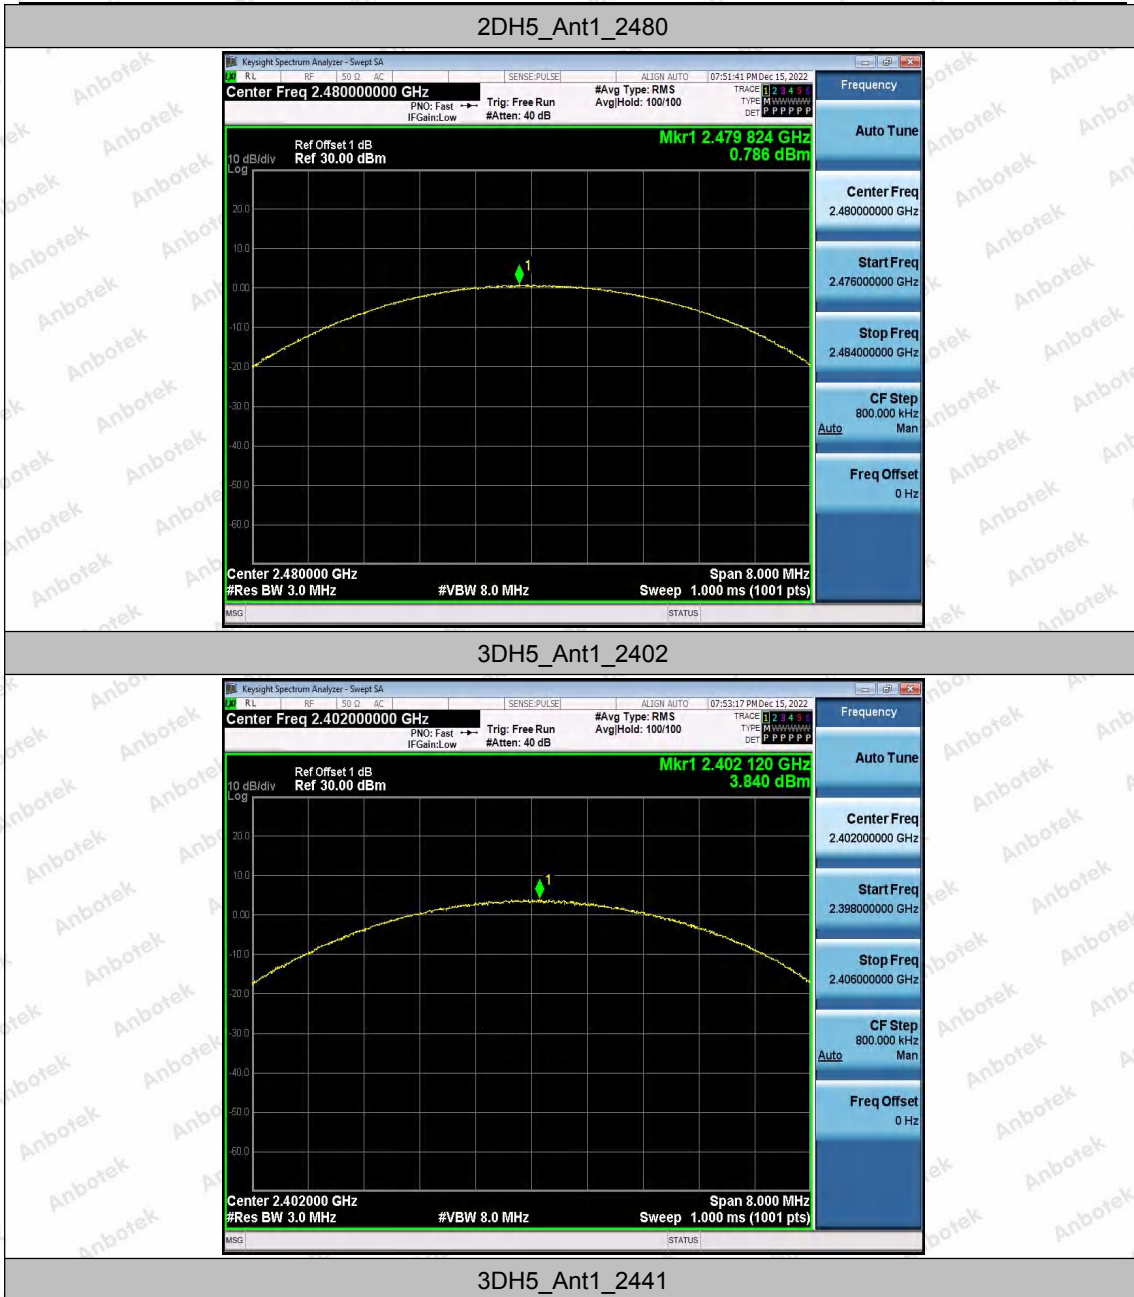 2DH5_Ant1_2480
Keysight Spectrum Analyzer - Swept SA
RL RF 50 Ω AC SENSE:PULSE ALIGN AUTO 07:51:41 PM Dec 15, 2022
Center Freq 2.480000000 GHz #Avg Type: RMS TRACE 1 2 3 4 5 6 Frequency
PNO: Fast Trig: Free Run Avg|Hold: 100/100 TYPE M WWWWW
IFGain:Low #Atten: 40 dB DET P P P P P P
Auto Tune
Mkr1 2.479 824 GHz
Ref Offset 1 dB
10 dB/div Ref 30.00 dBm 0.786 dBm
Log
Center Freq
2.480000000 GHz
20.0
10.0
Start Freq
2.476000000 GHz
1
0.00
-10.0
Stop Freq
2.484000000 GHz
-20.0
CF Step
800.000 kHz
Auto Man
-30.0
-40.0
Freq Offset
0 Hz
-50.0
-60.0
Center 2.480000 GHz Span 8.000 MHz
#Res BW 3.0 MHz #VBW 8.0 MHz Sweep 1.000 ms (1001 pts)
MSG STATUS
3DH5_Ant1_2402
Keysight Spectrum Analyzer - Swept SA
RL RF 50 Ω AC SENSE:PULSE ALIGN AUTO 07:53:17 PM Dec 15, 2022
Center Freq 2.402000000 GHz #Avg Type: RMS TRACE 1 2 3 4 5 6 Frequency
PNO: Fast Trig: Free Run Avg|Hold: 100/100 TYPE M WWWWW
IFGain:Low #Atten: 40 dB DET P P P P P P
Auto Tune
Mkr1 2.402 120 GHz
Ref Offset 1 dB
10 dB/div Ref 30.00 dBm 3.840 dBm
Log
Center Freq
2.402000000 GHz
20.0
10.0
1
Start Freq
2.398000000 GHz
0.00
-10.0
Stop Freq
2.406000000 GHz
-20.0
CF Step
800.000 kHz
Auto Man
-30.0
-40.0
Freq Offset
0 Hz
-50.0
-60.0
Center 2.402000 GHz Span 8.000 MHz
#Res BW 3.0 MHz #VBW 8.0 MHz Sweep 1.000 ms (1001 pts)
MSG STATUS
3DH5_Ant1_2441